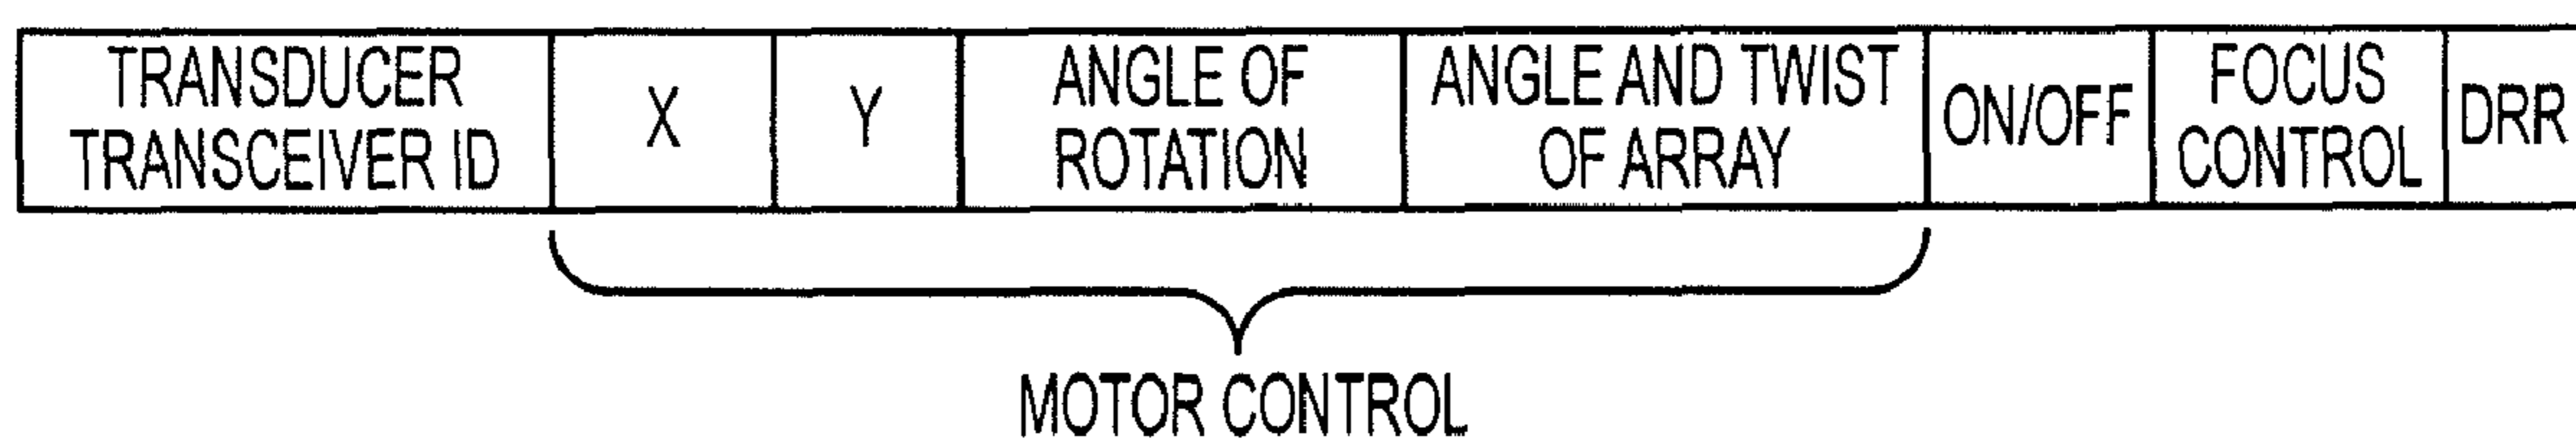 TRANSDUCER
TRANSCEIVER ID
X
Y
ANGLE OF
ROTATION
ANGLE AND TWIST
OF ARRAY
ON/OFF
FOCUS
CONTROL
DRR
MOTOR CONTROL